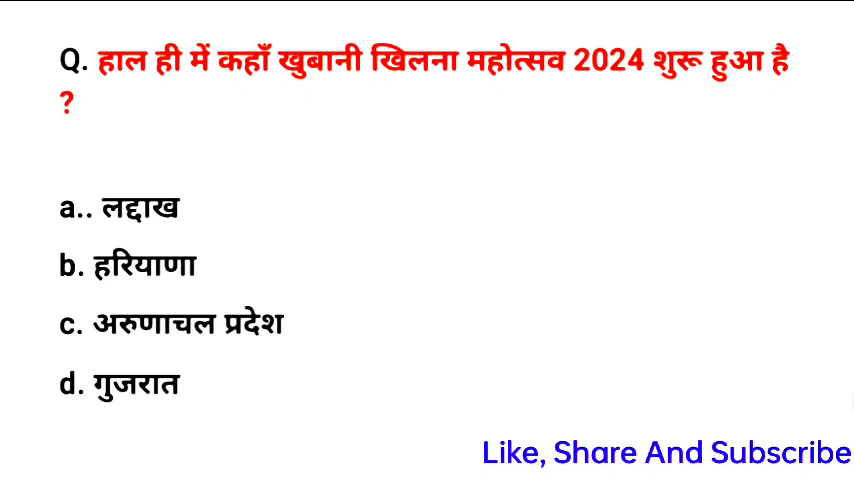 Q. हाल ही में कहाँ खुबानी खिलना महोत्सव 2024 शुरू हुआ है
?
a.. लद्दाख
b. हरियाणा
c. अरुणाचल प्रदेश
d. गुजरात
Like, Share And Subscribe